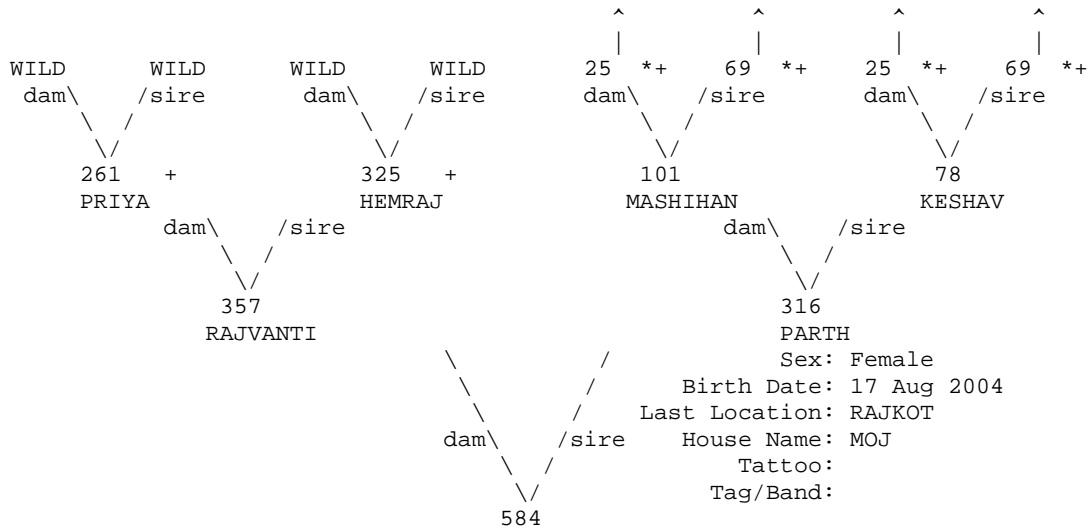 ^ ^ ^ ^
| | | |
WILD WILD WILD WILD 25 *+ 69 *+ 25 *+ 69 *+
dam\ /sire dam\ /sire dam\ /sire dam\ /sire
\ / \ / \ / \ /
\/ \/ \/ \/
261 + 325 + 101 78
PRIYA HEMRAJ MASHIHAN KESHAV
dam\ /sire dam\ /sire
\ / \ /
\/ \/
357 316
RAJVANTI PARTH
\ / Sex: Female
\ / Birth Date: 17 Aug 2004
\ / Last Location: RAJKOT
dam\ /sire House Name: MOJ
\ / Tattoo:
\/ Tag/Band:
584